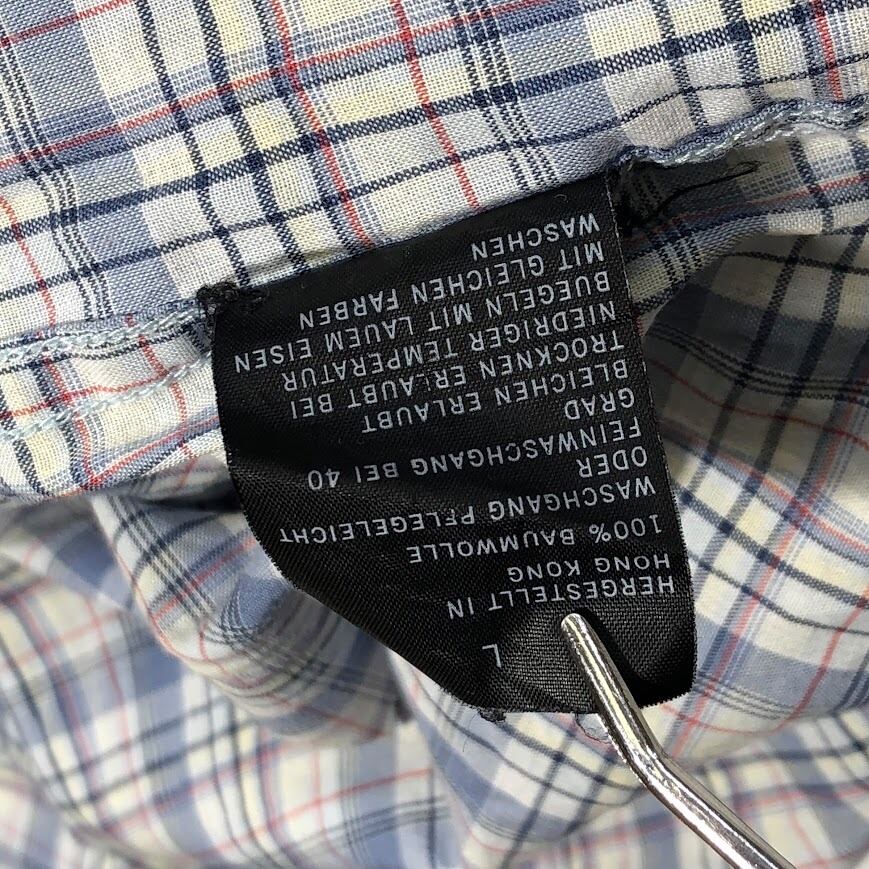 L
HERGESTELLT IN
HONG KONG
100% BAUMWOLLE
WASCHGANG PFLEGELEICHT
ODER
FEINWASCHGANG BEI 40
GRAD
BLEICHEN ERLAUBT
TROCKNEN ERLAUBT BEI
NIEDRIGER TEMPERATUR
BUEGELN MIT LAUEM EISEN
MIT GLEICHEN FARBEN
WASCHEN